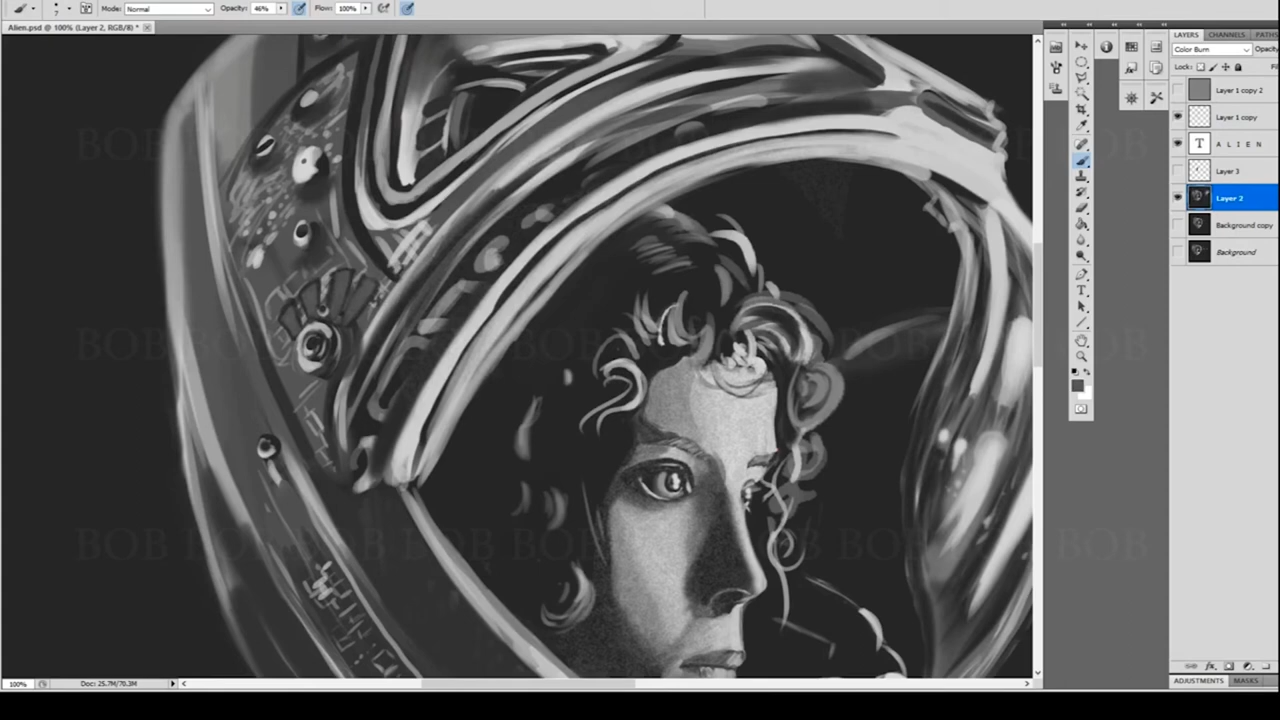 Mode: Normal Opacity: 46% Flow: 100%
Alien.psd @ 100% (Layer 2, RGB/8) *
LAYERS CHANNELS PATHS
Color Burn Opacity
Lock:
Layer 1 copy 2
Layer 1 copy
T A L I E N
Layer 3
Layer 2
Background copy
Background
BOB
BOB
BOB
BOB
BOB
100% Doc: 25.7M/70.3M
ADJUSTMENTS MASKS